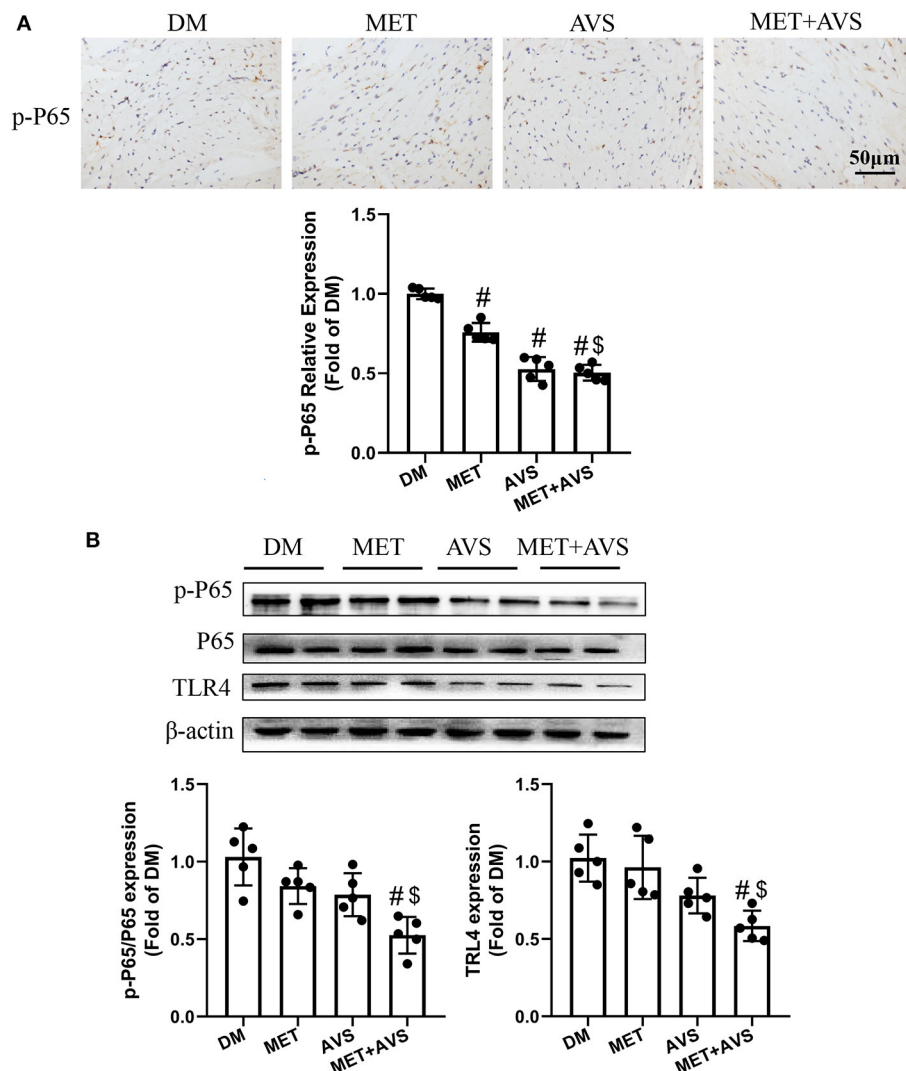 A
DM MET AVS MET+AVS
p-P65
50μm
p-P65 Relative Expression
(Fold of DM)
1.5
1.0
0.5
0.0
#
#
# $
DM MET AVS MET+AVS
B
DM MET AVS MET+AVS
p-P65
P65
TLR4
β-actin
p-P65/P65 expression
(Fold of DM)
1.5
1.0
0.5
0.0
# $
DM MET AVS MET+AVS
TRL4 expression
(Fold of DM)
1.5
1.0
0.5
0.0
# $
DM MET AVS MET+AVS